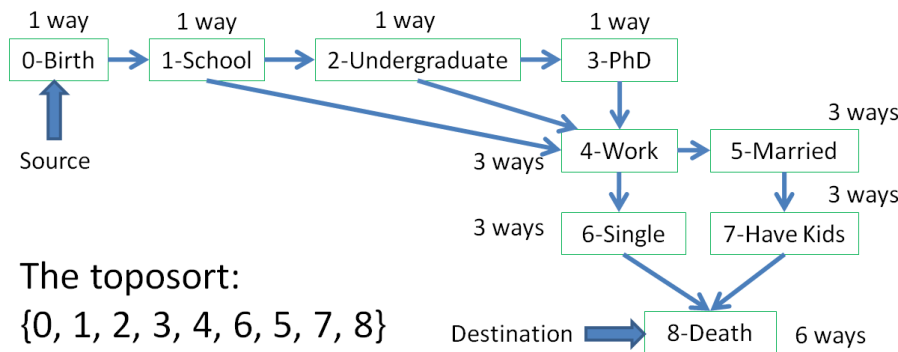 1 way
1 way
1 way
1 way
0-Birth
1-School
2-Undergraduate
3-PhD
3 ways
Source
3 ways
4-Work
5-Married
3 ways
3 ways
6-Single
7-Have Kids
The toposort:
{0, 1, 2, 3, 4, 6, 5, 7, 8}
Destination
8-Death
6 ways